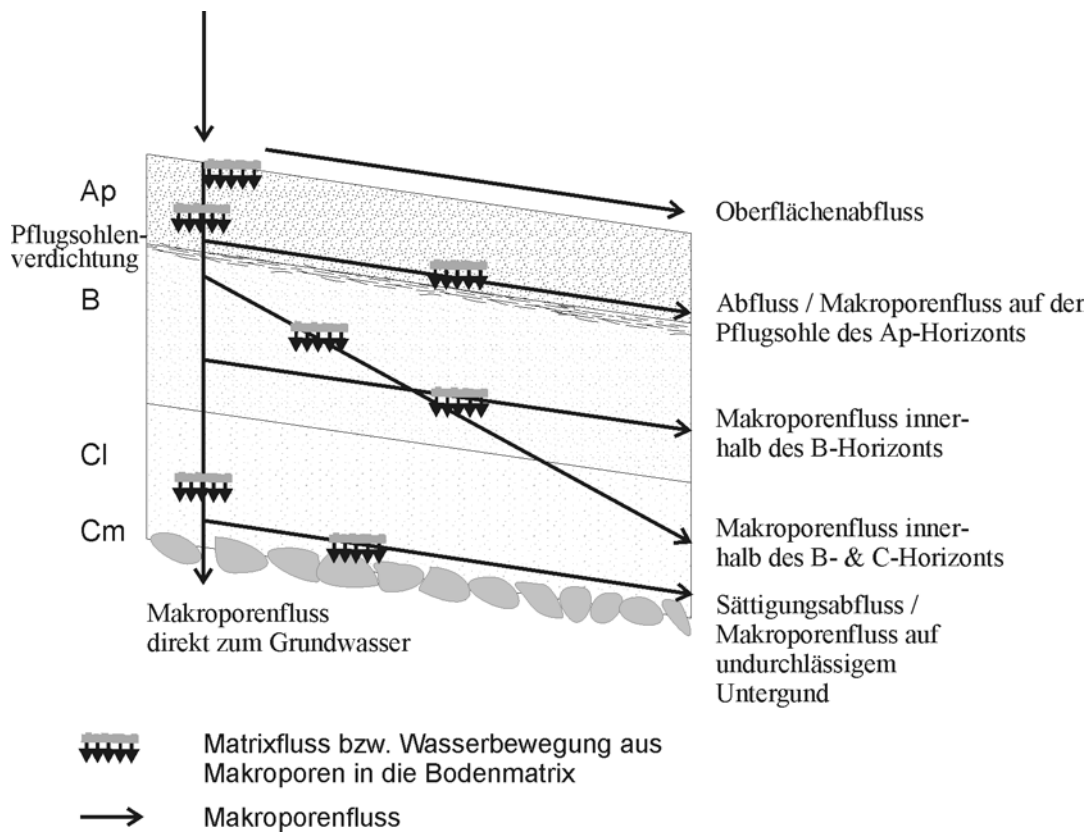 Ap
Oberflächenabfluss
Pflugsohlen-
verdichtung
B
Abfluss / Makroporenfluss auf der
Pflugsohle des Ap-Horizonts
Makroporenfluss inner-
halb des B-Horizonts
Cl
Cm
Makroporenfluss inner-
halb des B- & C-Horizonts
Makroporenfluss
direkt zum Grundwasser
Sättigungsabfluss /
Makroporenfluss auf
undurchlässigem
Untergund
Matrixfluss bzw. Wasserbewegung aus
Makroporen in die Bodenmatrix
Makroporenfluss